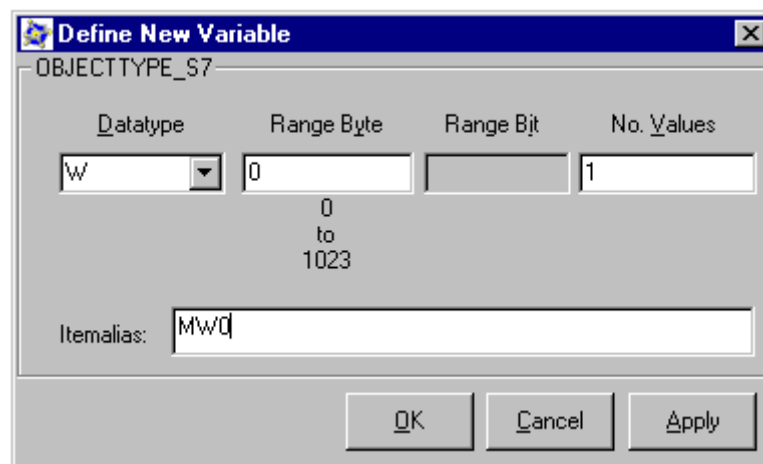 Define New Variable
OBJECTTYPE_S7
Datatype Range Byte Range Bit No. Values
W 0 1
0
to
1023
Itemalias: MW0
OK Cancel Apply